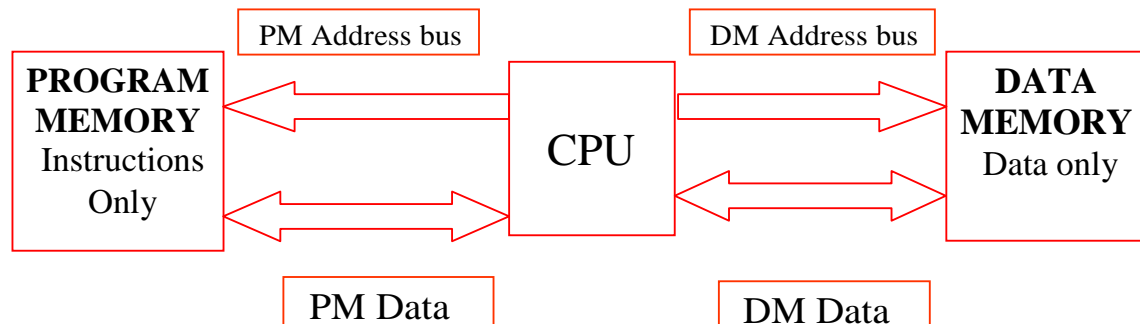 PM Address bus
DM Address bus
PROGRAM
MEMORY
Instructions
Only
CPU
DATA
MEMORY
Data only
PM Data
DM Data